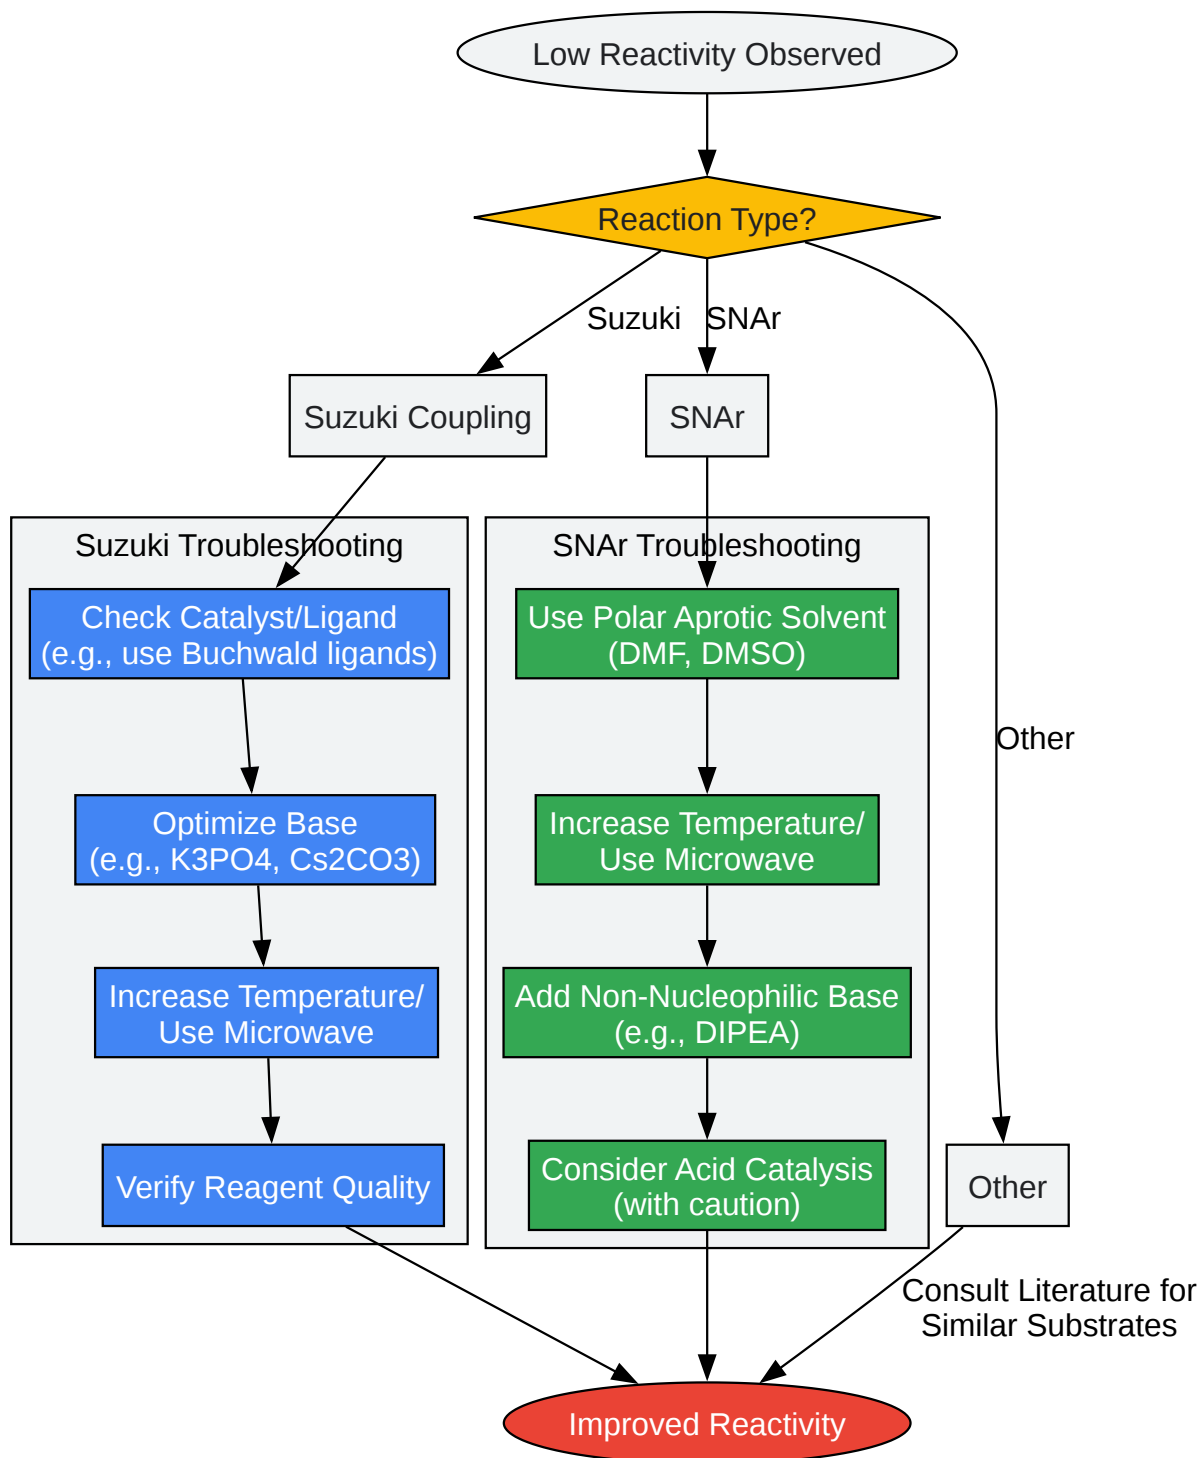 Low Reactivity Observed
Reaction Type?
Suzuki
SNAr
Suzuki Coupling
SNAr
Suzuki Troubleshooting
Check Catalyst/Ligand
(e.g., use Buchwald ligands)
Optimize Base
(e.g., K3PO4, Cs2CO3)
Increase Temperature/
Use Microwave
Verify Reagent Quality
SNAr Troubleshooting
Use Polar Aprotic Solvent
(DMF, DMSO)
Increase Temperature/
Use Microwave
Add Non-Nucleophilic Base
(e.g., DIPEA)
Consider Acid Catalysis
(with caution)
Other
Other
Consult Literature for
Similar Substrates
Improved Reactivity